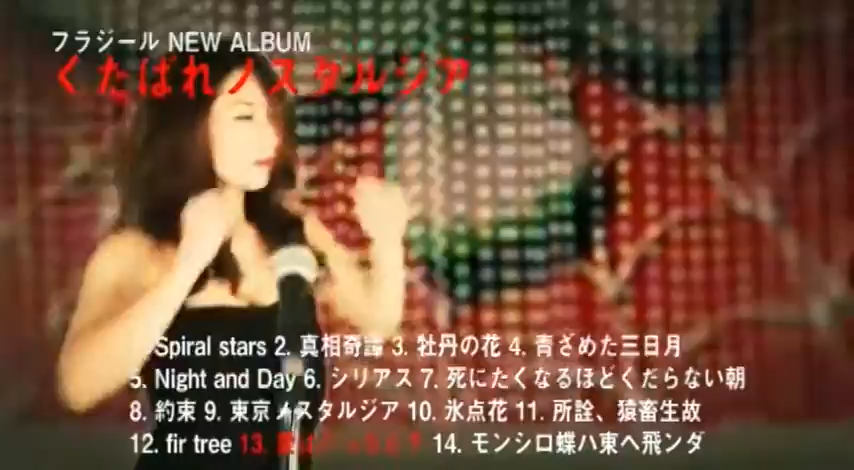 フラジール NEW ALBUM
くたばれノスタルジア
Spiral stars 2. 真相奇譚 3. 牡丹の花 4. 青ざめた三日月
5. Night and Day 6. シリアス 7. 死にたくなるほどくだらない朝
8. 約束 9. 東京ノスタルジア 10. 氷点花 11. 所詮、猿畜生故
12. fir tree 13. 14. モンシロ蝶ハ東へ飛ンダ